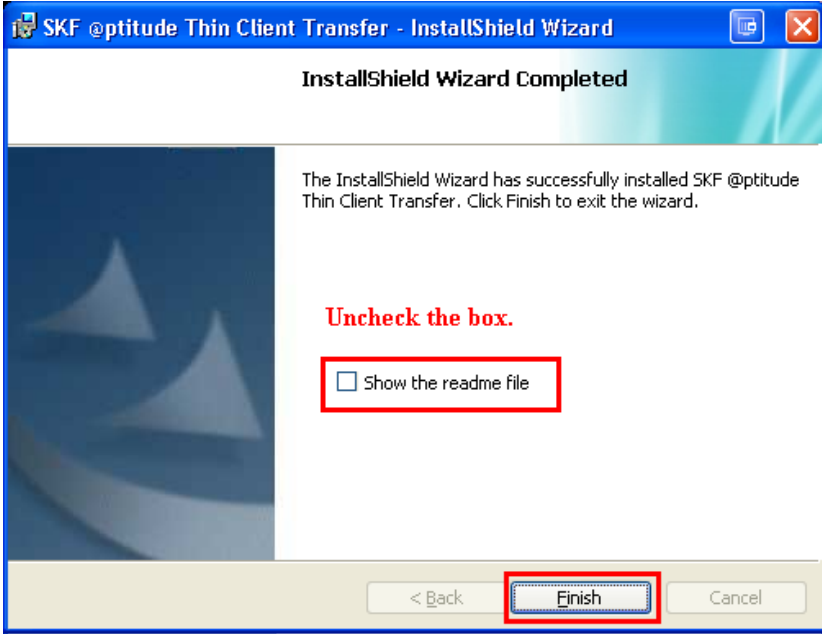 SKF @ptitude Thin Client Transfer - InstallShield Wizard
InstallShield Wizard Completed
The InstallShield Wizard has successfully installed SKF @ptitude
Thin Client Transfer. Click Finish to exit the wizard.
Uncheck the box.
Show the readme file
< Back Finish Cancel